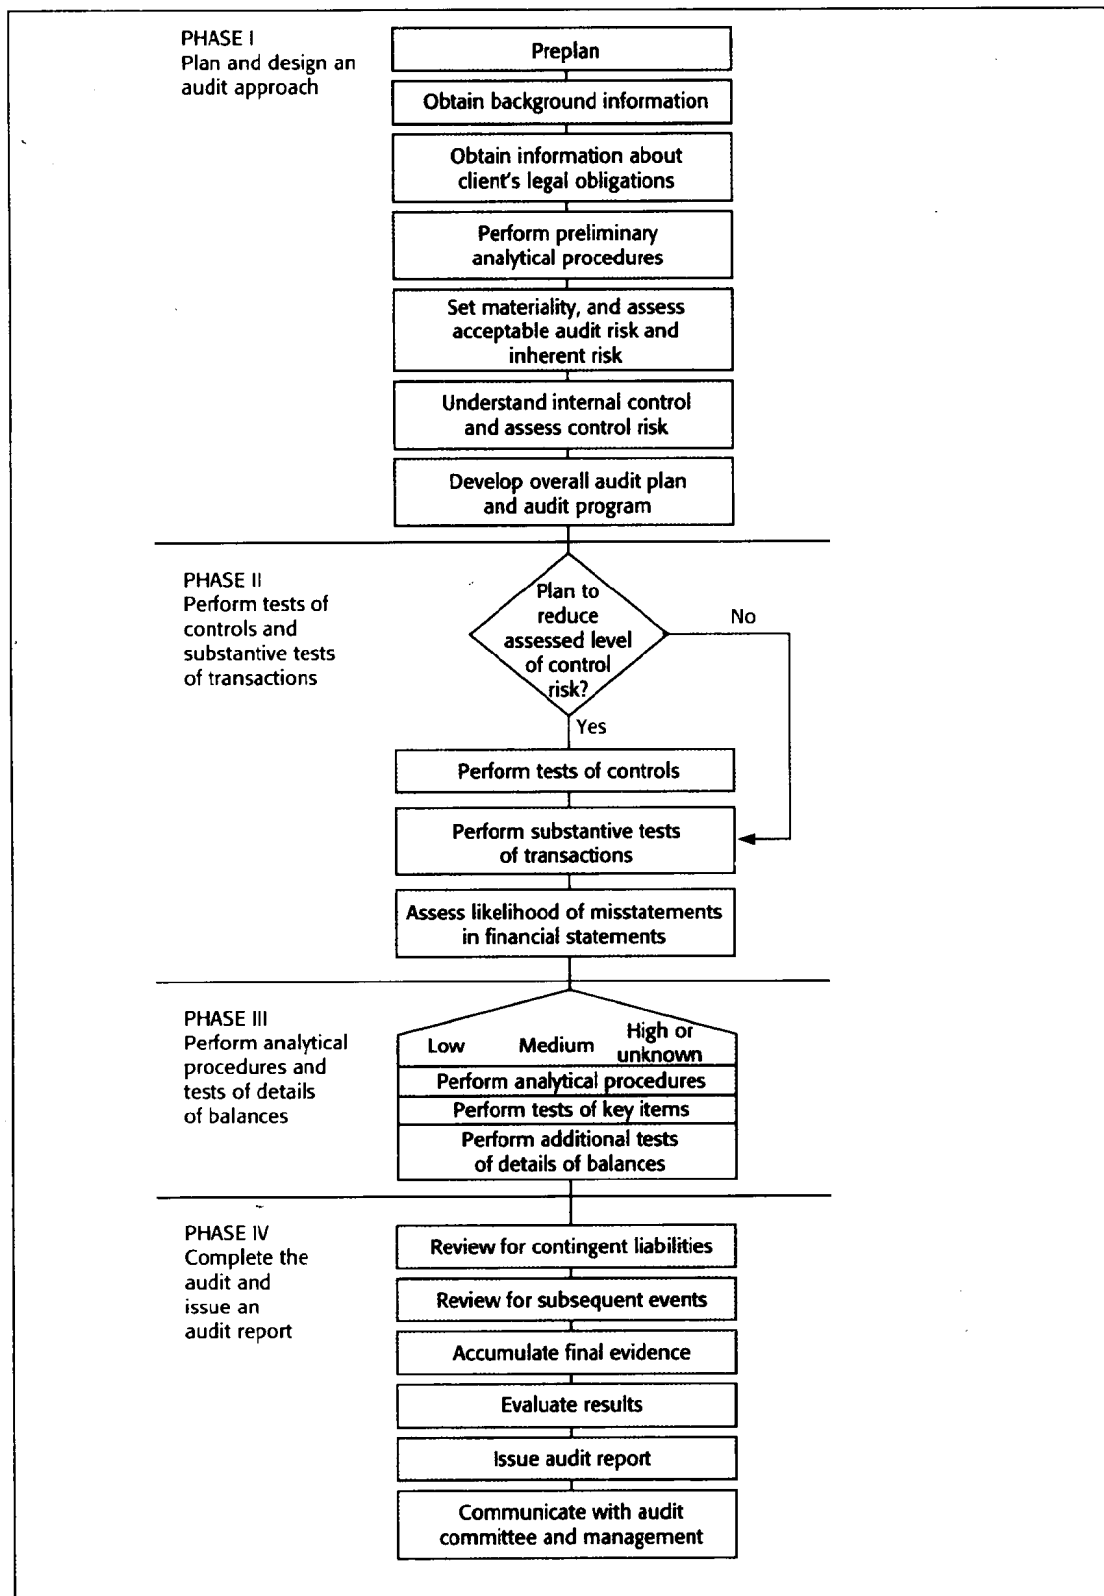 PHASE I
Plan and design an
audit approach
Preplan
Obtain background information
Obtain information about
client's legal obligations
Perform preliminary
analytical procedures
Set materiality, and assess
acceptable audit risk and
inherent risk
Understand internal control
and assess control risk
Develop overall audit plan
and audit program
PHASE II
Perform tests of
controls and
substantive tests
of transactions
Plan to
reduce
assessed level
of control
risk?
No
Yes
Perform tests of controls
Perform substantive tests
of transactions
Assess likelihood of misstatements
in financial statements
PHASE III
Perform analytical
procedures and
tests of details
of balances
Low
Medium
High or
unknown
Perform analytical procedures
Perform tests of key items
Perform additional tests
of details of balances
PHASE IV
Complete the
audit and
issue an
audit report
Review for contingent liabilities
Review for subsequent events
Accumulate final evidence
Evaluate results
Issue audit report
Communicate with audit
committee and management